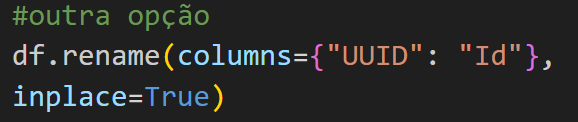 #outra opção
df.rename(columns={"UUID": "Id"},
inplace=True)